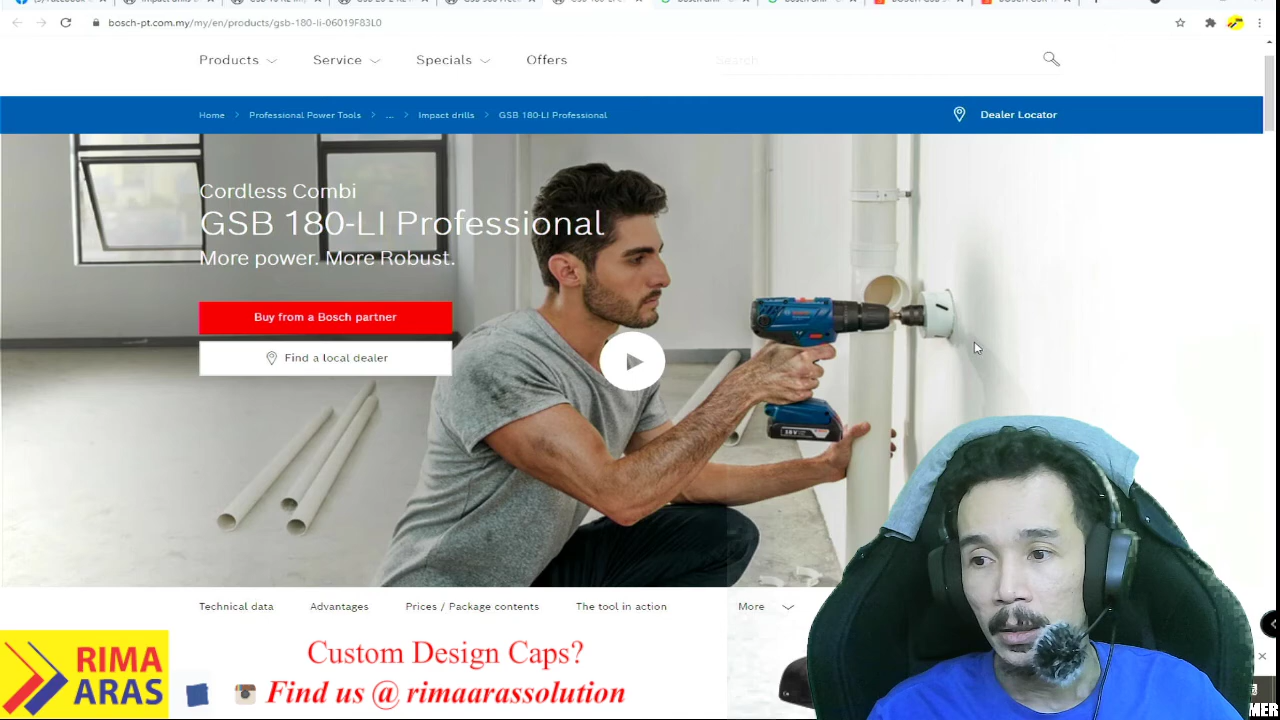 bosch-pt.com.my/my/en/products/gsb-180-li-06019F83L0
Products Service Specials Offers Search
Home > Professional Power Tools > ... > Impact drills > GSB 180-LI Professional Dealer Locator
Cordless Combi
GSB 180-LI Professional
More power. More Robust.
Buy from a Bosch partner
Find a local dealer
Technical data Advantages Prices / Package contents The tool in action More
Custom Design Caps?
RIMA
ARAS
Find us @ rimaarassolution